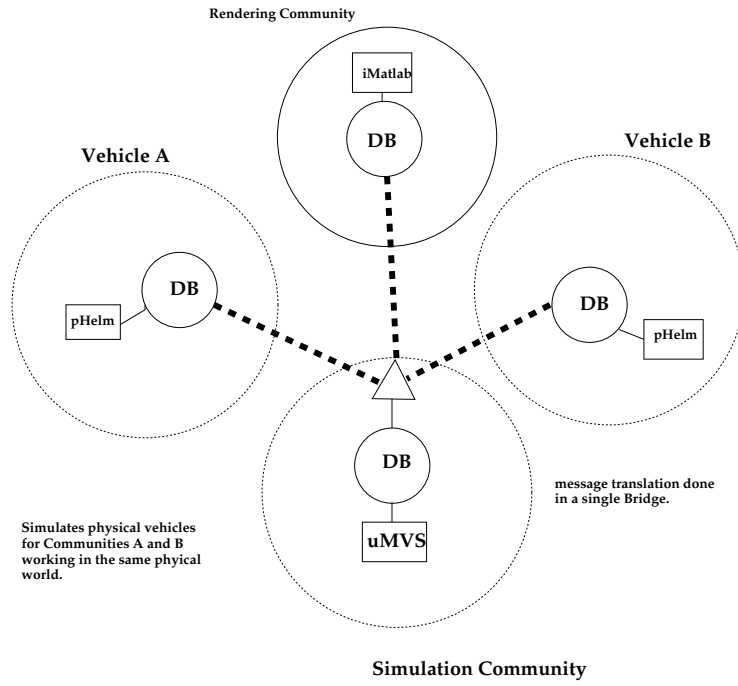 Rendering Community
iMatlab
DB
Vehicle A
Vehicle B
DB
pHelm
DB
pHelm
DB
uMVS
message translation done
in a single Bridge.
Simulates physical vehicles
for Communities A and B
working in the same phyical
world.
Simulation Community